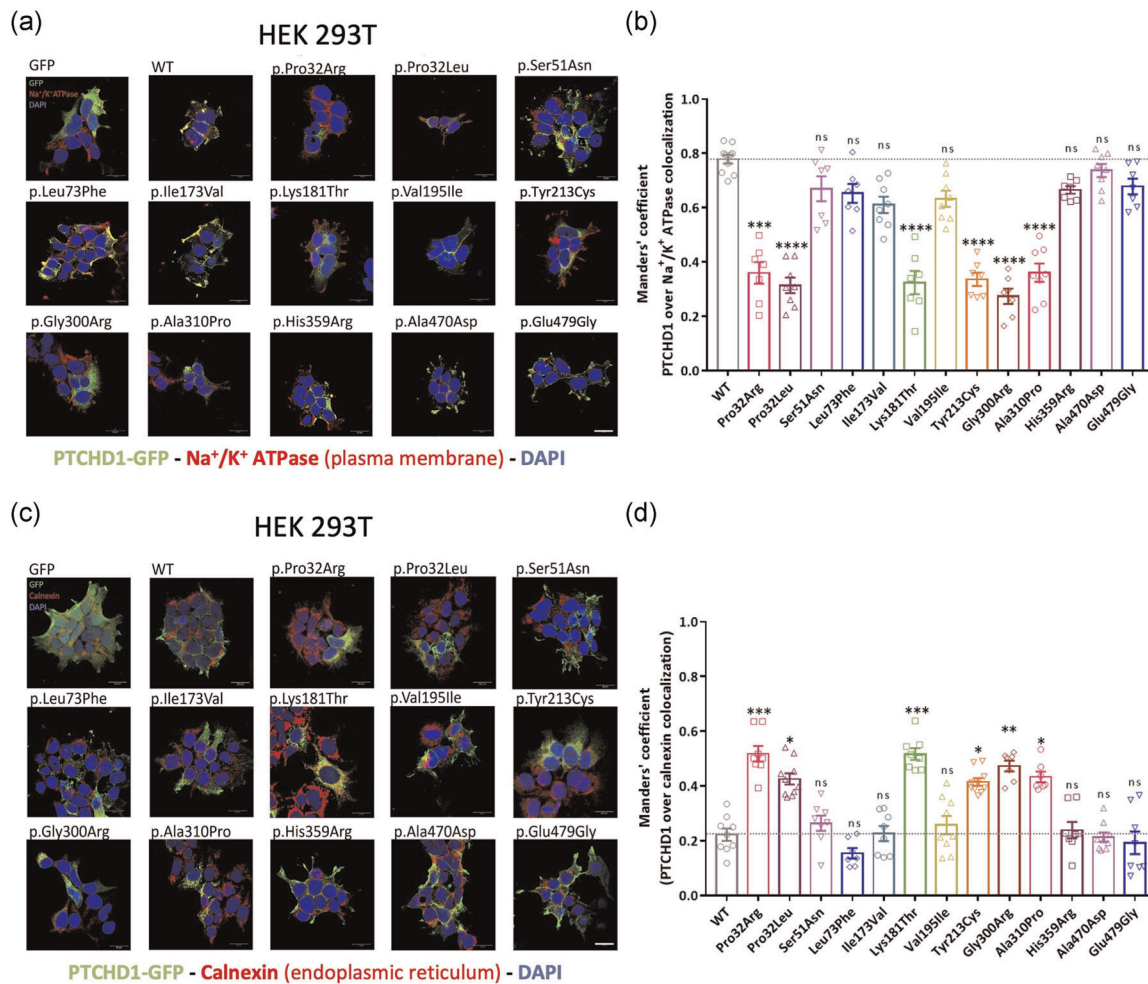 (a)
HEK 293T
GFP WT p.Pro32Arg p.Pro32Leu p.Ser51Asn
GFP
Na⁺/K⁺ATPase
DAPI
p.Leu73Phe p.Ile173Val p.Lys181Thr p.Val195Ile p.Tyr213Cys
p.Gly300Arg p.Ala310Pro p.His359Arg p.Ala470Asp p.Glu479Gly
PTCHD1-GFP - Na⁺/K⁺ ATPase (plasma membrane) - DAPI
(b)
Manders' coefficient
PTCHD1 over Na⁺/K⁺ ATPase colocalization)
1.0
0.8
0.6
0.4
0.2
0.0
*** **** ns ns ns **** ns **** **** **** ns ns ns
WT Pro32Arg Pro32Leu Ser51Asn Leu73Phe Ile173Val Lys181Thr Val195Ile Tyr213Cys Gly300Arg Ala310Pro His359Arg Ala470Asp Glu479Gly
(c)
HEK 293T
GFP WT p.Pro32Arg p.Pro32Leu p.Ser51Asn
GFP
Calnexin
DAPI
p.Leu73Phe p.Ile173Val p.Lys181Thr p.Val195Ile p.Tyr213Cys
p.Gly300Arg p.Ala310Pro p.His359Arg p.Ala470Asp p.Glu479Gly
PTCHD1-GFP - Calnexin (endoplasmic reticulum) - DAPI
(d)
Manders' coefficient
(PTCHD1 over calnexin colocalization)
1.0
0.8
0.6
0.4
0.2
0.0
*** * ns ns ns *** ns * ** * ns ns ns
WT Pro32Arg Pro32Leu Ser51Asn Leu73Phe Ile173Val Lys181Thr Val195Ile Tyr213Cys Gly300Arg Ala310Pro His359Arg Ala470Asp Glu479Gly